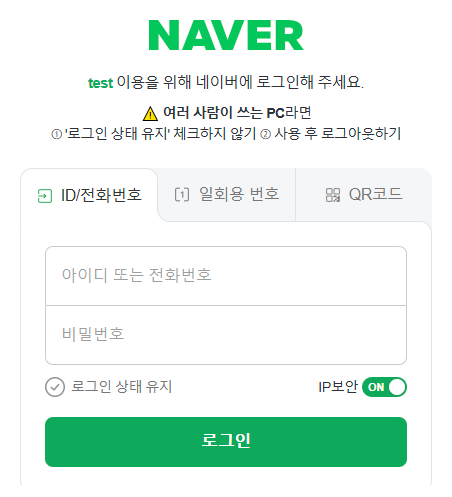 NAVER
test 이용을 위해 네이버에 로그인해 주세요.
여러 사람이 쓰는 PC라면
① '로그인 상태 유지' 체크하지 않기 ② 사용 후 로그아웃하기
ID/전화번호 1 일회용 번호 QR코드
아이디 또는 전화번호
비밀번호
로그인 상태 유지 IP보안 ON
로그인